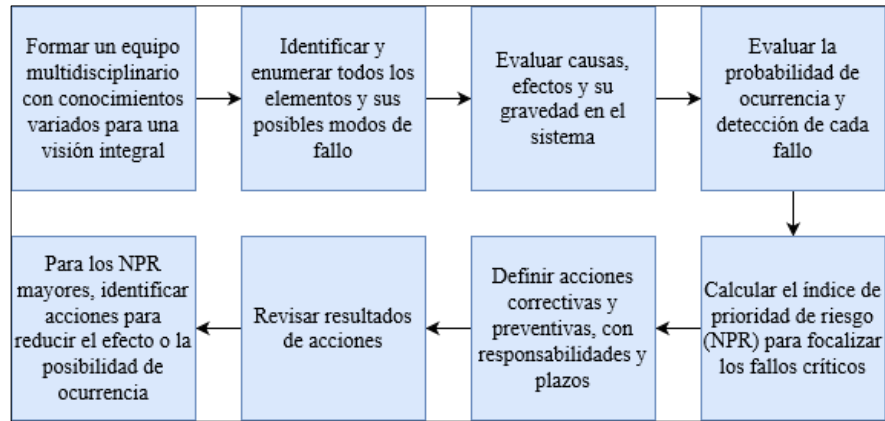 Formar un equipo
multidisciplinario
con conocimientos
variados para una
visión integral
Identificar y
enumerar todos los
elementos y sus
posibles modos de
fallo
Evaluar causas,
efectos y su
gravedad en el
sistema
Evaluar la
probabilidad de
ocurrencia y
detección de cada
fallo
Calcular el índice de
prioridad de riesgo
(NPR) para focalizar
los fallos críticos
Definir acciones
correctivas y
preventivas, con
responsabilidades y
plazos
Revisar resultados
de acciones
Para los NPR
mayores, identificar
acciones para
reducir el efecto o la
posibilidad de
ocurrencia